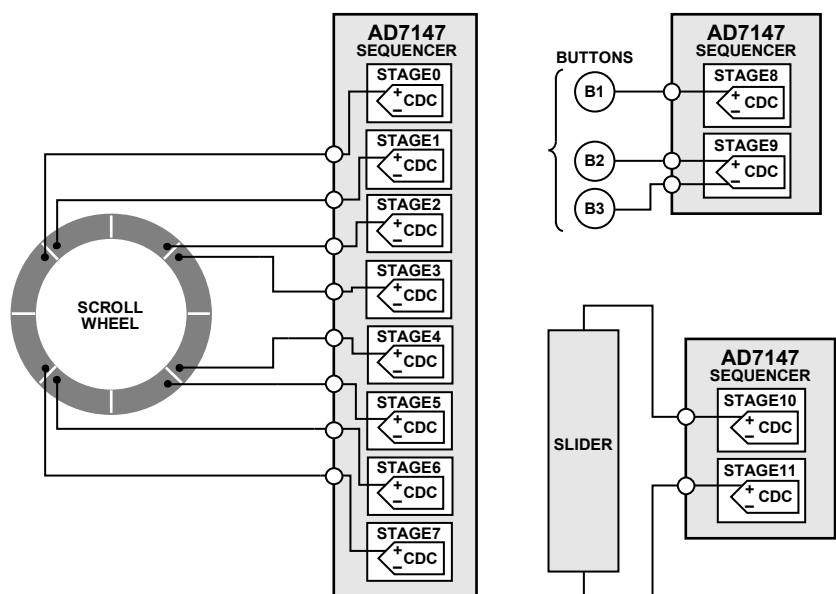 AD7147
SEQUENCER
STAGE0
+
– CDC
STAGE1
+
– CDC
STAGE2
+
– CDC
STAGE3
+
– CDC
STAGE4
+
– CDC
STAGE5
+
– CDC
STAGE6
+
– CDC
STAGE7
+
– CDC
SCROLL
WHEEL
BUTTONS
B1
B2
B3
AD7147
SEQUENCER
STAGE8
+
– CDC
STAGE9
+
– CDC
SLIDER
AD7147
SEQUENCER
STAGE10
+
– CDC
STAGE11
+
– CDC